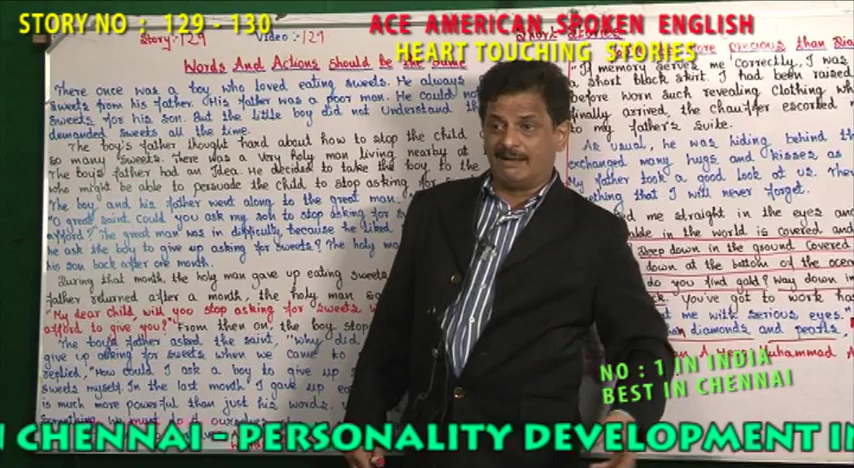 STORY NO : 129 - 130
ACE AMERICAN SPOKEN ENGLISH
HEART TOUCHING STORIES
Story:-129 Video :-129
Words And Actions should be the same
There once was a boy who loved eating sweets. He always
sweets from his father. His father was a poor man. He could not
sweets for his son. But the little boy did not understand
demanded sweets all the time.
The boy's father thought hard about how to stop the child
so many sweets. There was a very holy man living nearby at
The boy's father had an Idea. He decided to take the boy to the
who might be able to persuade the child to stop asking for
The boy and his father went along to the great man.
"O great saint. Could you ask my son to stop asking for
afford? The great man was in difficulty because he liked
he ask the boy to give up asking for sweets? The holy
his son back after one month.
During that month, the holy man gave up eating sweets
father returned after a month, the holy man
"My dear child, will you stop asking for sweets
afford to give you?" From then on, the boy stop
The boy's father asked the saint, "Why did
give up asking for sweets when we came to
replied, "How could I ask a boy to give up
sweets myself. In the last month I gave up
is much more powerful than just his words.
Something, we must do it ourselves
Short Stories
more precious than
"If memory serves me correctly, I was
a short black skirt. I had been raised
before worn such revealing clothing
finally arrived, the chauffer escorted
to my father's suite.
As usual, he was hiding behind the
exchanged many hugs and kisses as
My father took a good look at us. Then
something that I will never forget.
me straight in the eyes and
in the world is covered and
Deep down in the ground covered
down at the bottom of the ocean
do you find gold? Way down in
You've got to work
me with serious eyes."
than diamonds and pearls,
Muhammad
NO : 1 IN INDIA
BEST IN CHENNAI
N CHENNAI - PERSONALITY DEVELOPMENT IN